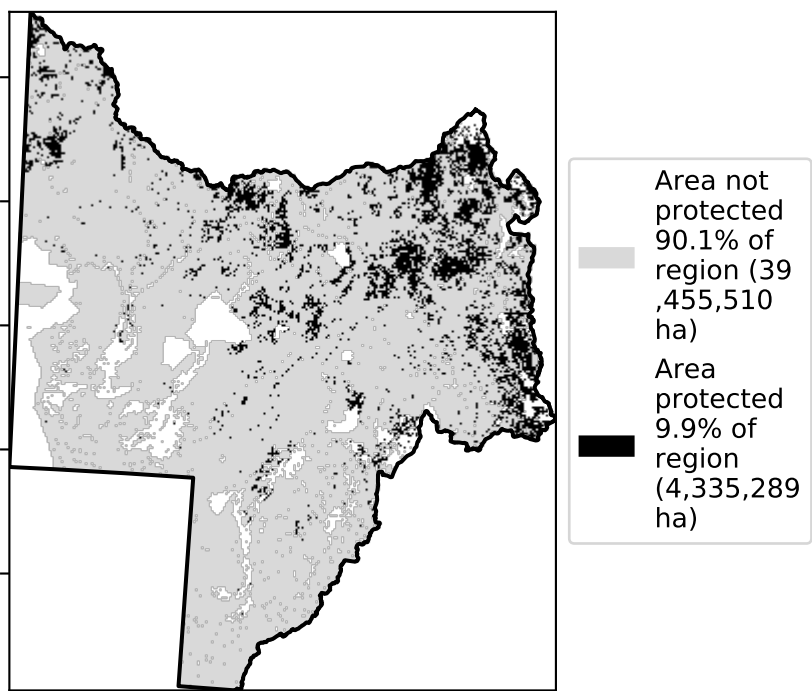 Area not
protected
90.1% of
region (39
,455,510
ha)
Area
protected
9.9% of
region
(4,335,289
ha)